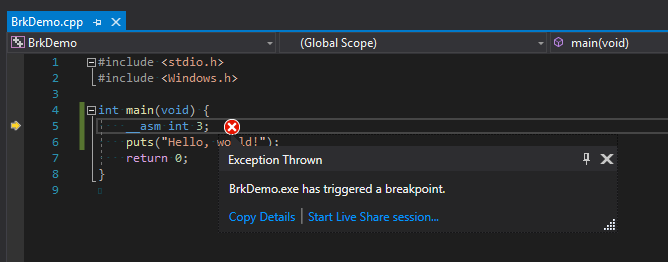 BrkDemo.cpp
BrkDemo (Global Scope) main(void)
1 #include <stdio.h>
2 #include <Windows.h>
3
4 int main(void) {
5 __asm int 3;
6 puts("Hello, world!");
7 return 0;
8 }
9
Exception Thrown
BrkDemo.exe has triggered a breakpoint.
Copy Details | Start Live Share session...